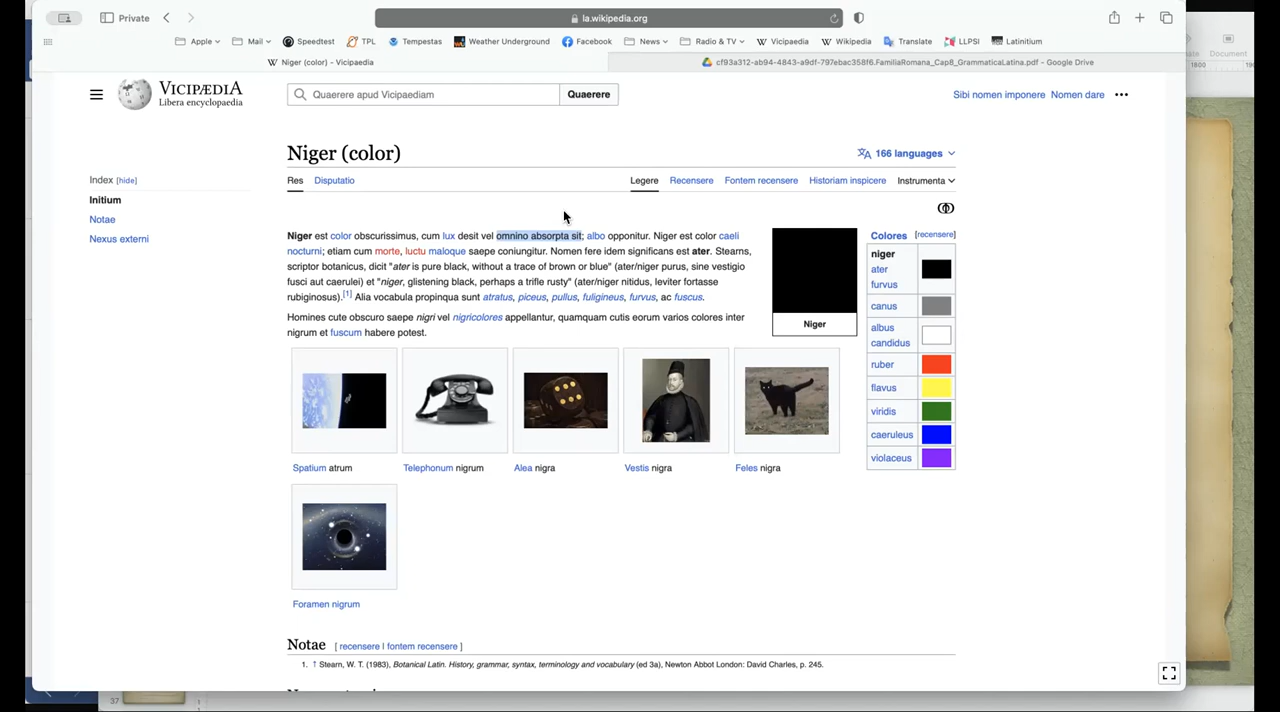 Private
la.wikipedia.org
Apple Mail Speedtest TPL Tempestas Weather Underground Facebook News Radio & TV Vicipaedia Wikipedia Translate LLPSI Latinitium
Niger (color) - Vicipaedia
cf93a312-ab94-4843-a9df-797ebac358f6.FamiliaRomana_Cap8_GrammaticaLatina.pdf - Google Drive
Document
1800
VICIPÆDIA
Libera encyclopaedia
Quaerere apud Vicipaediam
Quaerere
Sibi nomen imponere Nomen dare
Niger (color)
166 languages
Index [hide]
Initium
Notae
Nexus externi
Res Disputatio
Legere Recensere Fontem recensere Historiam inspicere Instrumenta
Niger est color obscurissimus, cum lux desit vel omnino absorpta sit; albo opponitur. Niger est color caeli
nocturni; etiam cum morte, luctu maloque saepe coniungitur. Nomen fere idem significans est ater. Stearns,
scriptor botanicus, dicit "ater is pure black, without a trace of brown or blue" (ater/niger purus, sine vestigio
fusci aut caerulei) et "niger, glistening black, perhaps a trifle rusty" (ater/niger nitidus, leviter fortasse
rubiginosus).[1] Alia vocabula propinqua sunt atratus, piceus, pullus, fuligineus, furvus, ac fuscus.
Homines cute obscuro saepe nigri vel nigricolores appellantur, quamquam cutis eorum varios colores inter
nigrum et fuscum habere potest.
Niger
Colores [recensere]
niger
ater
furvus
canus
albus
candidus
ruber
flavus
viridis
caeruleus
violaceus
Spatium atrum
Telephonum nigrum
Alea nigra
Vestis nigra
Feles nigra
Foramen nigrum
Notae [ recensere | fontem recensere ]
1. ↑ Stearn, W. T. (1983), Botanical Latin. History, grammar, syntax, terminology and vocabulary (ed 3a), Newton Abbot London: David Charles, p. 245.
37